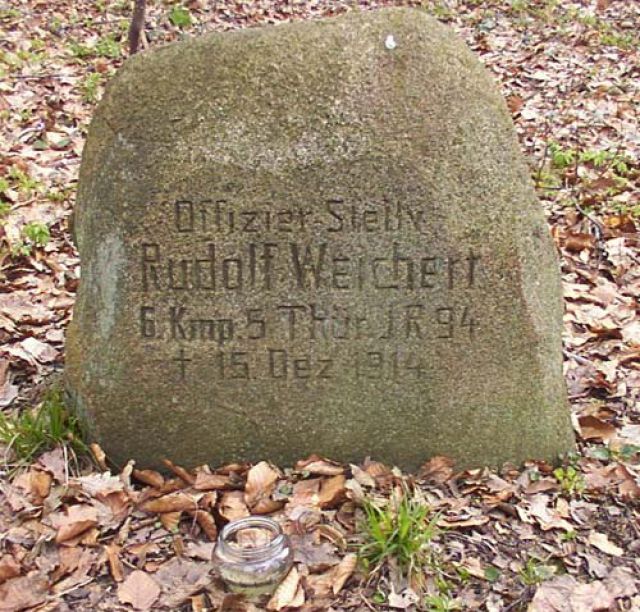 Offizier-Stellv.
Rudolf Weichert
6. Kmp. 5 Thür. J R 94
† 15. Dez 1914